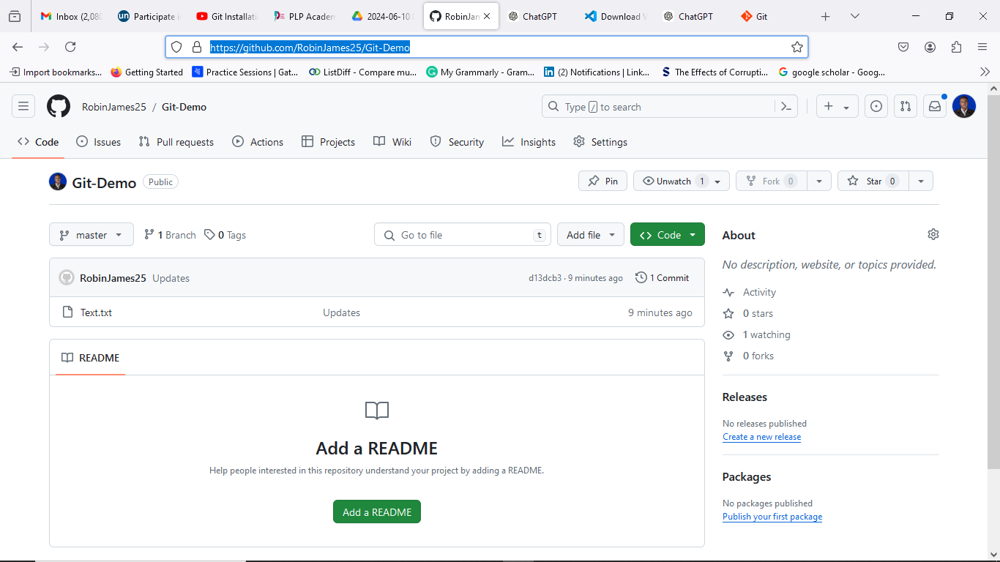 Inbox (2,080
Participate i
Git Installati
PLP Academ
2024-06-10
RobinJam
ChatGPT
Download V
ChatGPT
Git
https://github.com/RobinJames25/Git-Demo
Import bookmarks...
Getting Started
Practice Sessions | Gat...
ListDiff - Compare mu...
My Grammarly - Gram...
(2) Notifications | Link...
The Effects of Corrupti...
google scholar - Goog...
RobinJames25 / Git-Demo
Type / to search
Code
Issues
Pull requests
Actions
Projects
Wiki
Security
Insights
Settings
Git-Demo
Public
Pin
Unwatch 1
Fork 0
Star 0
master
1 Branch
0 Tags
Go to file
t
Add file
Code
RobinJames25 Updates
d13dcb3 · 9 minutes ago
1 Commit
Text.txt
Updates
9 minutes ago
README
Add a README
Help people interested in this repository understand your project by adding a README.
Add a README
About
No description, website, or topics provided.
Activity
0 stars
1 watching
0 forks
Releases
No releases published
Create a new release
Packages
No packages published
Publish your first package